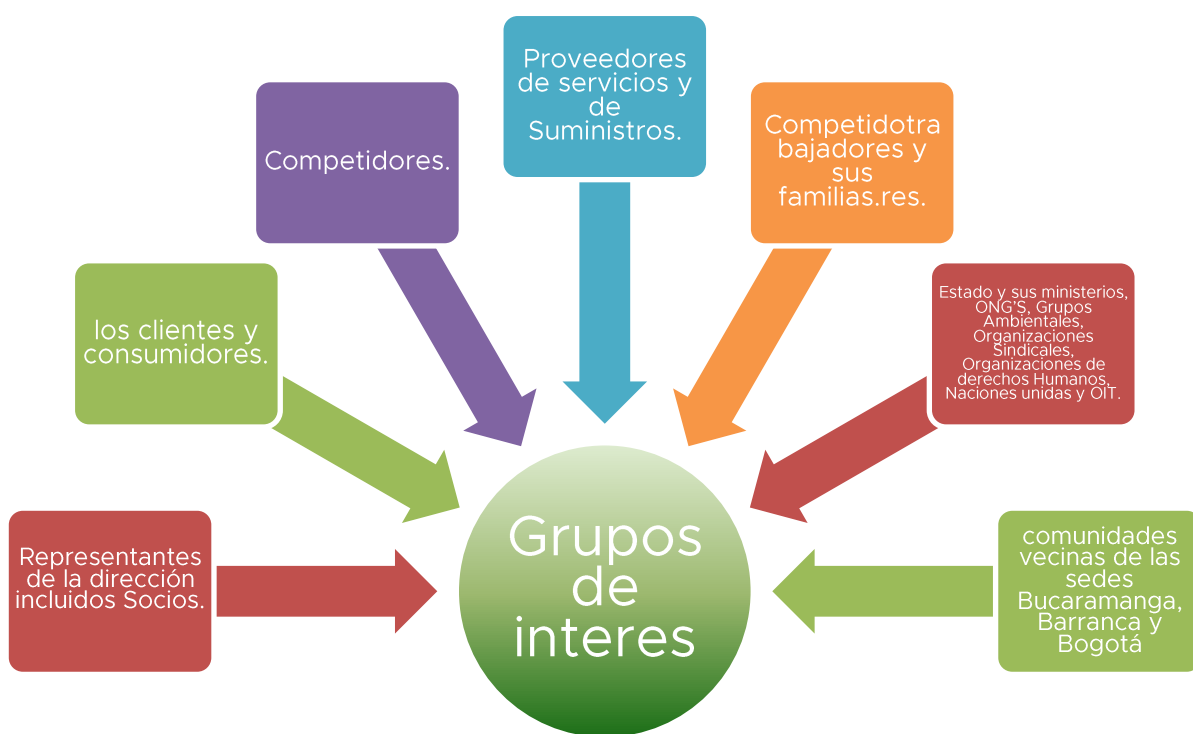 Proveedores
de servicios y
de
Suministros.
Competidores.
Competidotra
bajadores y
sus
familias.res.
los clientes y
consumidores.
Estado y sus ministerios,
ONG'S, Grupos
Ambientales,
Organizaciones
Sindicales,
Organizaciones de
derechos Humanos,
Naciones unidas y OIT.
Representantes
de la dirección
incluidos Socios.
Grupos
de
interes
comunidades
vecinas de las
sedes
Bucaramanga,
Barranca y
Bogotá